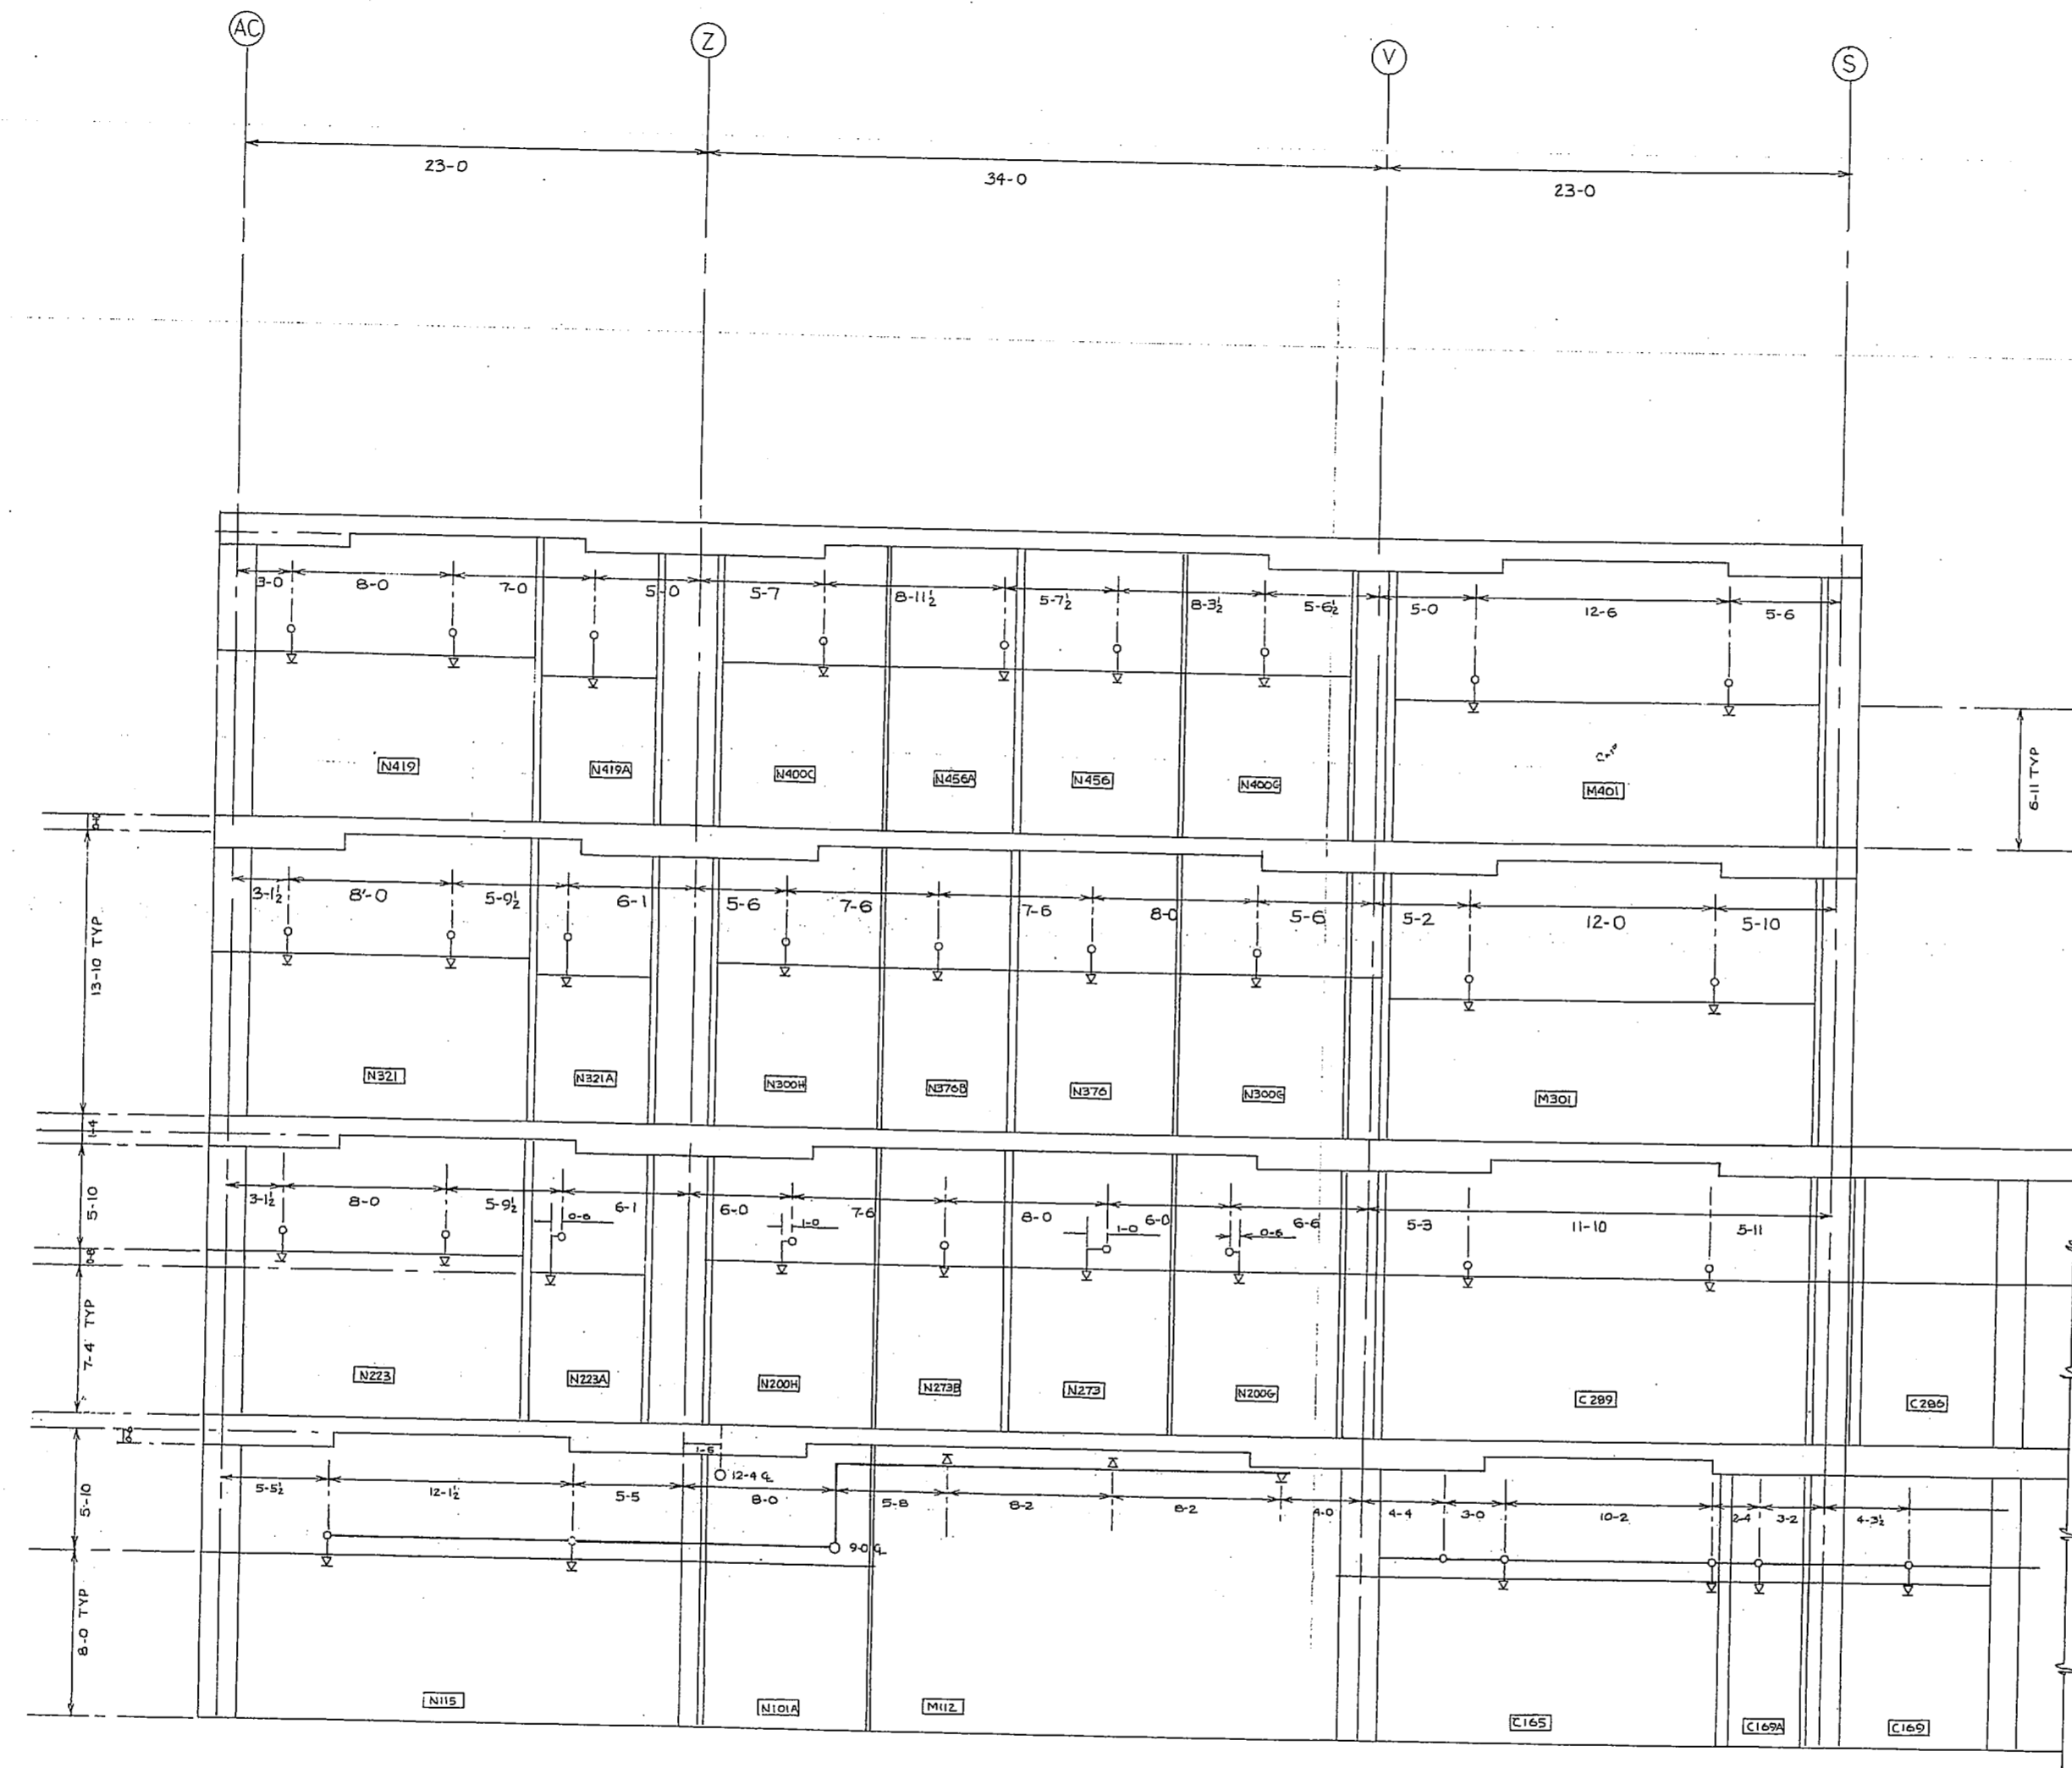 AC Z V S
23-0 34-0 23-0
3-0 8-0 7-0 5-0 5-7 8-11½ 5-7½ 8-3½ 5-6½ 5-0 12-6 5-6
N419 N419A N400C N456A N456 N400G M401
6-11 TYP
13-10 TYP
3-1½ 8'-0 5-9½ 6-1 5-6 7-6 7-6 8-0 5-6 5-2 12-0 5-10
N321 N321A N300H N376B N376 N300G M301
1-4
5-10
0-8
7-4 TYP
3-1½ 8-0 5-9½ 6-1 6-0 7-6 8-0 6-0 6-6 5-3 11-10 5-11
0-6 1-0 1-0 0-6
N223 N223A N200H N273B N273 N200G C289 C286
1-6
12-4 ℄
5-10
5-5½ 12-1½ 5-5 8-0 5-8 8-2 8-2 4-0 4-4 3-0 10-2 2-4 3-2 4-3½
9-0 ℄
8-0 TYP
N115 N101A M112 C165 C169A C169